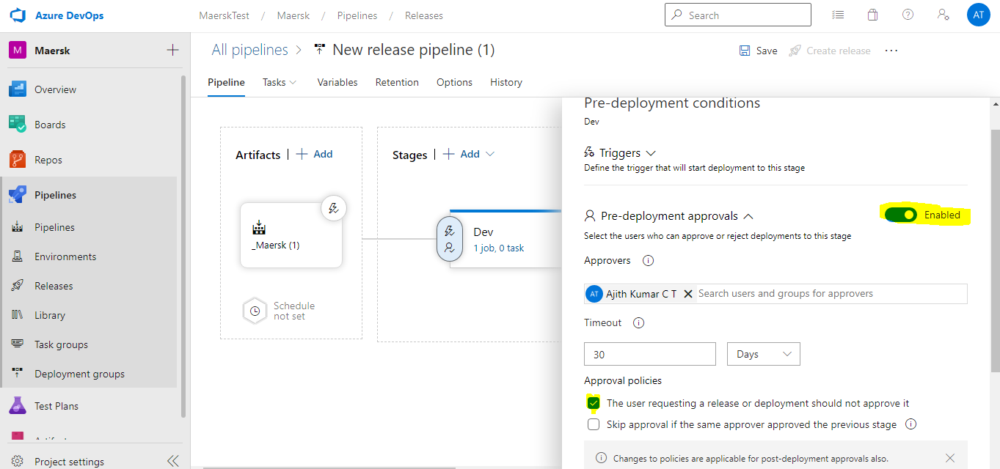 Azure DevOps
MaerskTest / Maersk / Pipelines / Releases
Search
AT
M Maersk
Overview
Boards
Repos
Pipelines
Pipelines
Environments
Releases
Library
Task groups
Deployment groups
Test Plans
Project settings
All pipelines > New release pipeline (1)
Save
Create release
Pipeline
Tasks
Variables
Retention
Options
History
Artifacts | + Add
_Maersk (1)
Schedule
not set
Stages | + Add
Dev
1 job, 0 task
Pre-deployment conditions
Dev
Triggers
Define the trigger that will start deployment to this stage
Pre-deployment approvals
Enabled
Select the users who can approve or reject deployments to this stage
Approvers
AT Ajith Kumar C T Search users and groups for approvers
Timeout
30
Days
Approval policies
The user requesting a release or deployment should not approve it
Skip approval if the same approver approved the previous stage
Changes to policies are applicable for post-deployment approvals also.